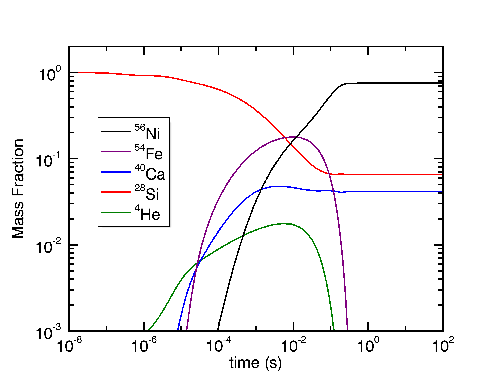 10⁰
10⁻¹
10⁻²
10⁻³
Mass Fraction
⁵⁶Ni
⁵⁴Fe
⁴⁰Ca
²⁸Si
⁴He
10⁻⁸ 10⁻⁶ 10⁻⁴ 10⁻² 10⁰ 10²
time (s)